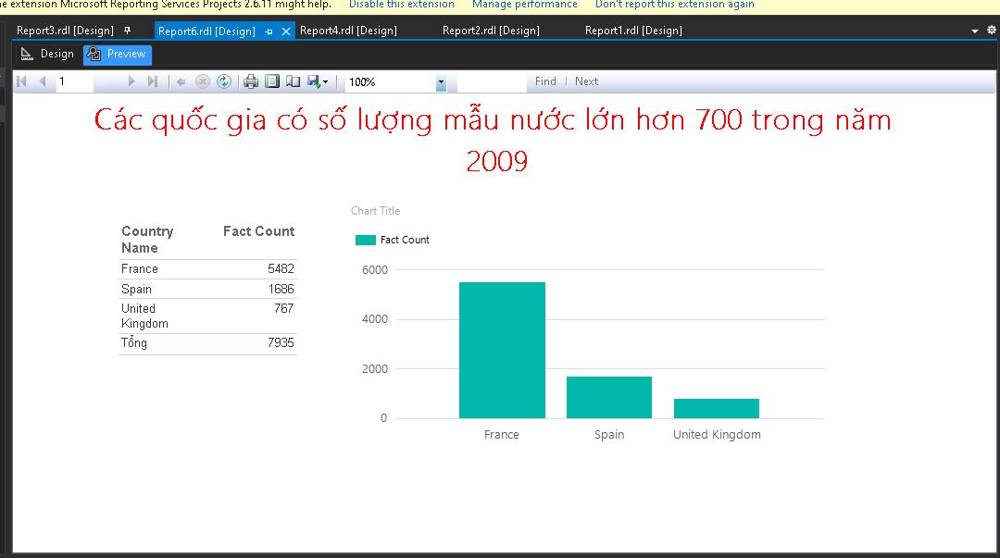 he extension Microsoft Reporting Services Projects 2.6.11 might help. Disable this extension Manage performance Don't report this extension again
Report3.rdl [Design] Report6.rdl [Design] Report4.rdl [Design] Report2.rdl [Design] Report1.rdl [Design]
Design Preview
1 100% Find | Next
Các quốc gia có số lượng mẫu nước lớn hơn 700 trong năm
2009
Chart Title
Country Fact Count
Name
France 5482
Spain 1686
United 767
Kingdom
Tổng 7935
Fact Count
6000
4000
2000
0
France Spain United Kingdom